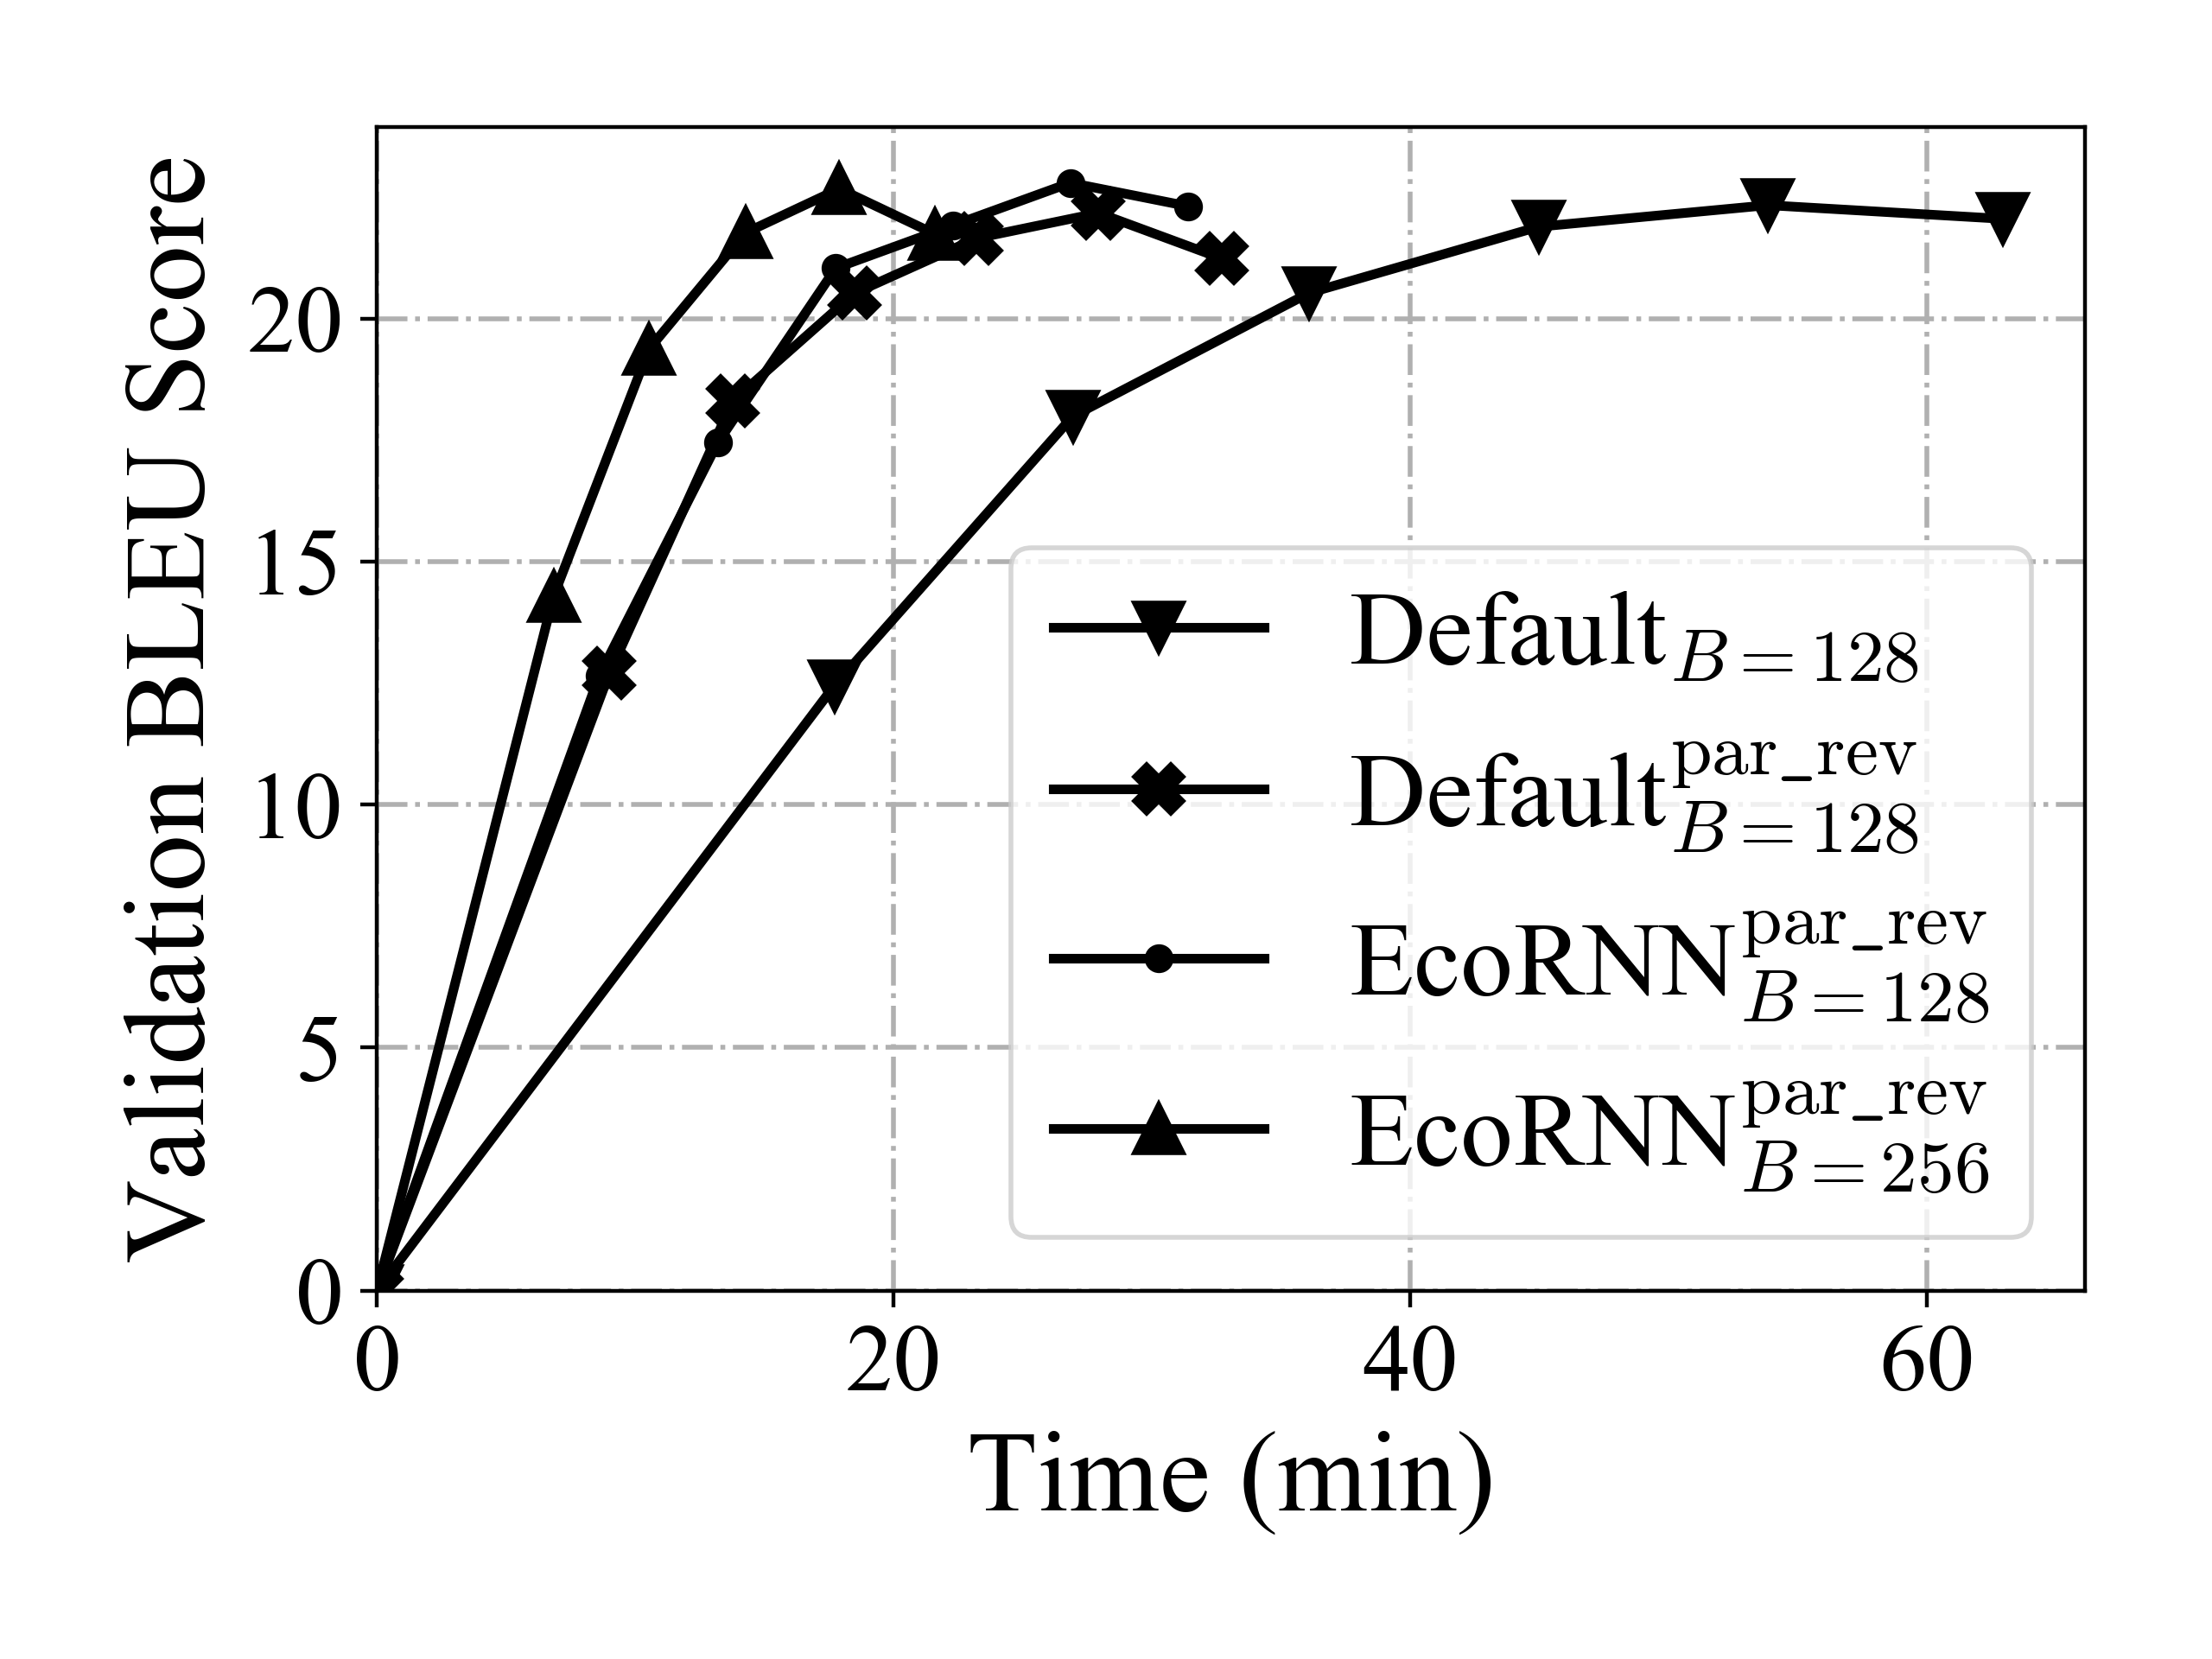 Validation BLEU Score
20
15
10
5
0
0 20 40 60
Time (min)
Default B = 128
Default par_rev B = 128
EcoRNN par_rev B = 128
EcoRNN par_rev B = 256